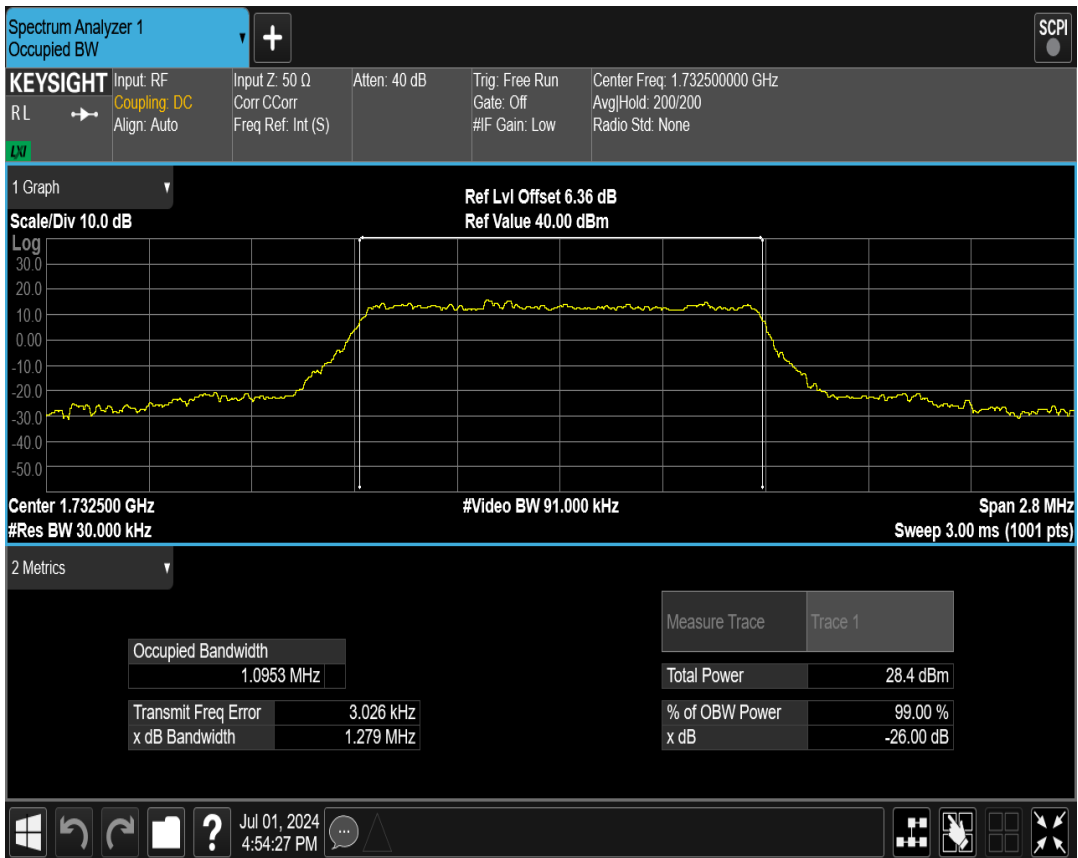 Spectrum Analyzer 1
Occupied BW
+
SCPI
KEYSIGHT
RL
LXI
Input: RF
Coupling: DC
Align: Auto
Input Z: 50 Ω
Corr CCorr
Freq Ref: Int (S)
Atten: 40 dB
Trig: Free Run
Gate: Off
#IF Gain: Low
Center Freq: 1.732500000 GHz
Avg|Hold: 200/200
Radio Std: None
1 Graph
Scale/Div 10.0 dB
Ref Lvl Offset 6.36 dB
Ref Value 40.00 dBm
Log
30.0
20.0
10.0
0.00
-10.0
-20.0
-30.0
-40.0
-50.0
Center 1.732500 GHz
#Video BW 91.000 kHz
Span 2.8 MHz
#Res BW 30.000 kHz
Sweep 3.00 ms (1001 pts)
2 Metrics
Measure Trace
Trace 1
Occupied Bandwidth
1.0953 MHz
Total Power
28.4 dBm
Transmit Freq Error
3.026 kHz
% of OBW Power
99.00 %
x dB Bandwidth
1.279 MHz
x dB
-26.00 dB
?
Jul 01, 2024
4:54:27 PM